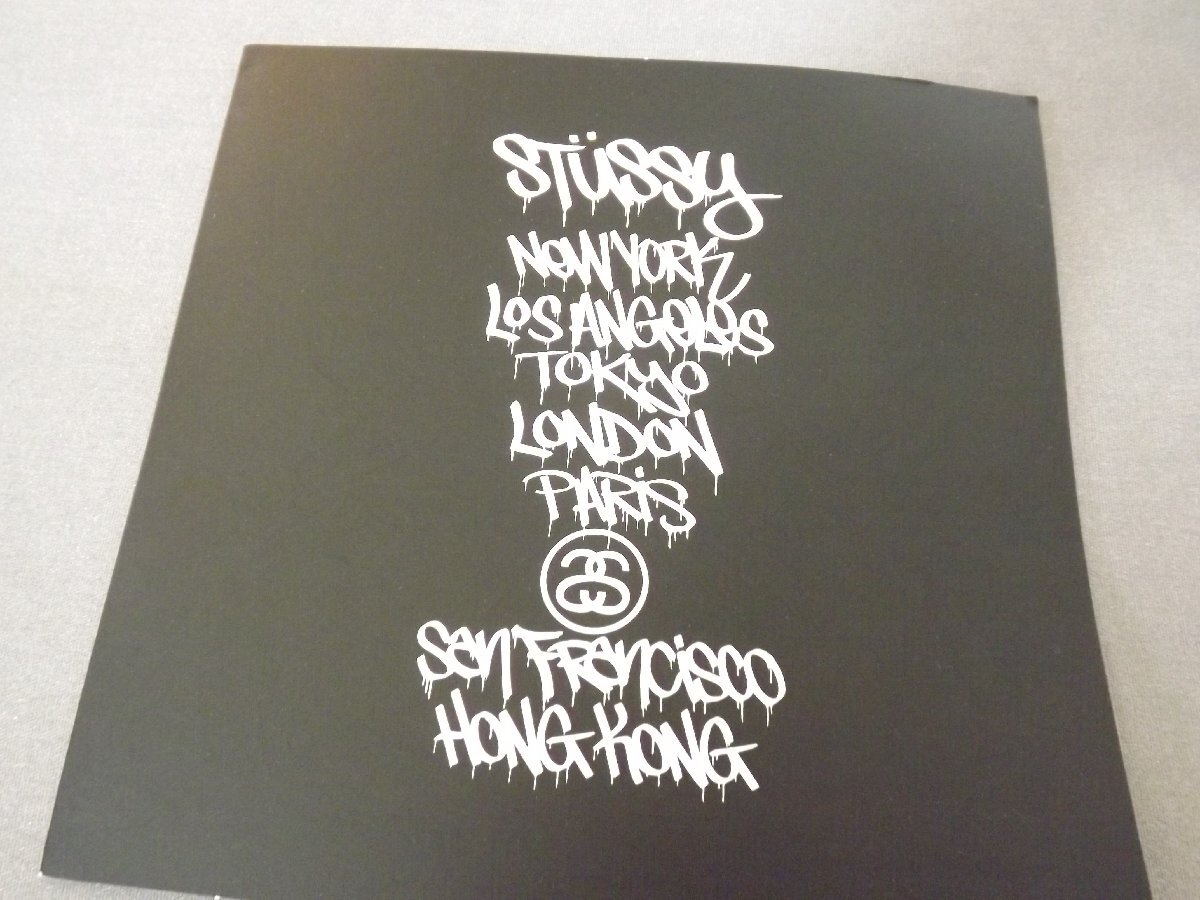 STÜSSY
NEW YORK
LOS ANGELES
TOKYO
LONDON
PARIS
SAN FRANCISCO
HONG KONG